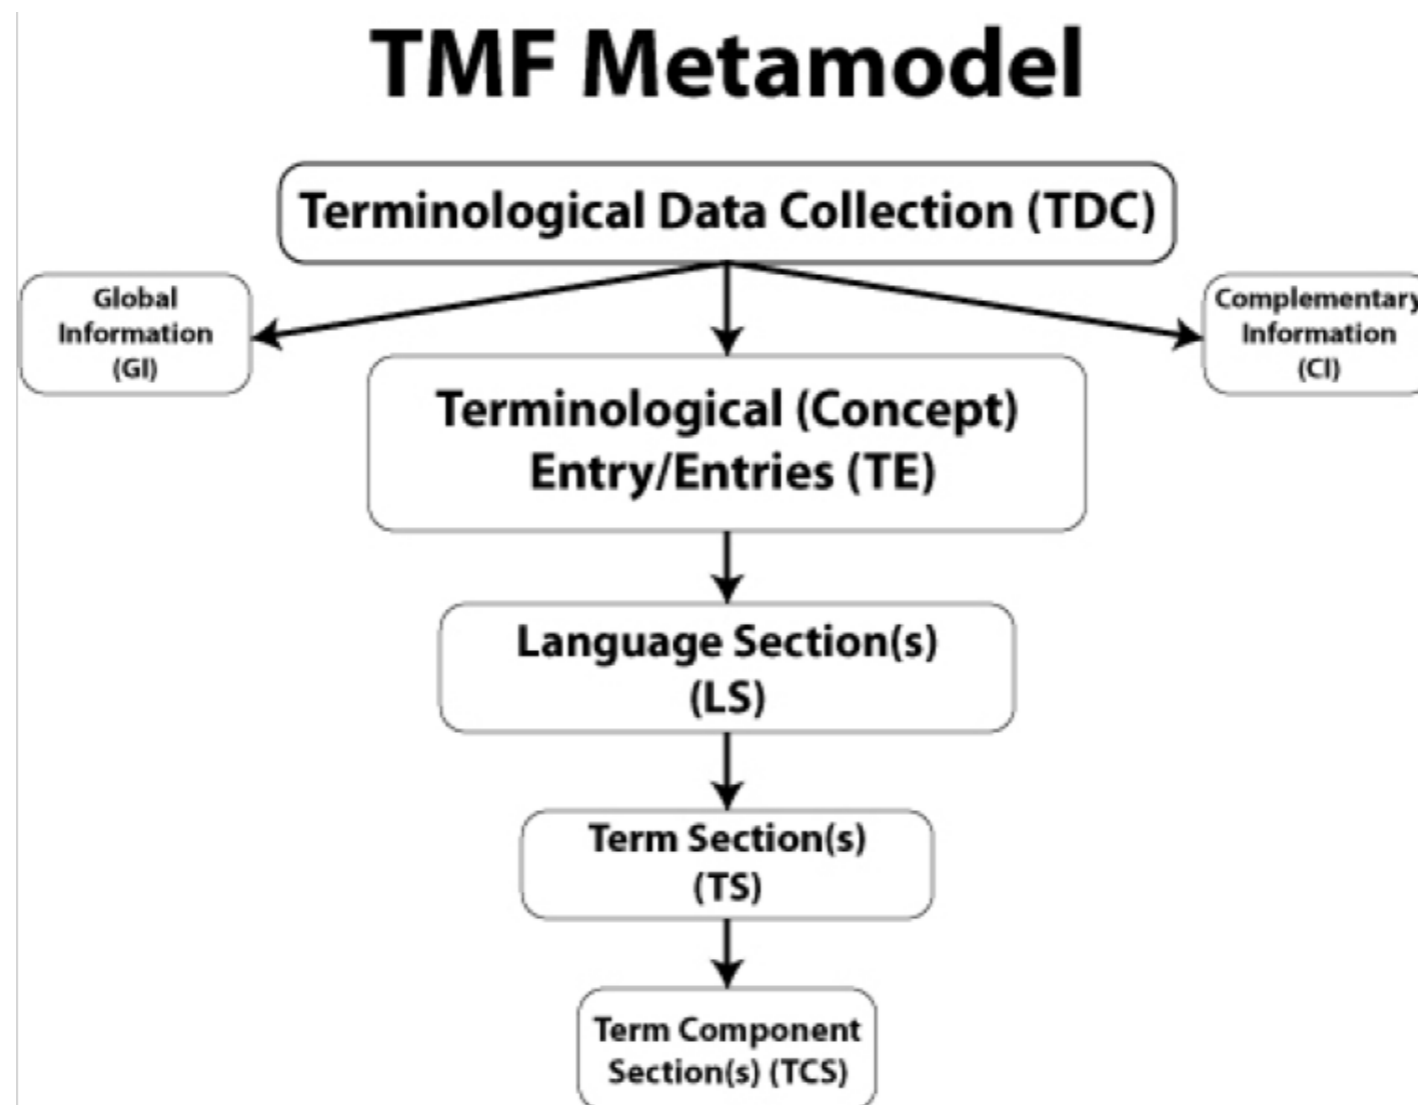 TMF Metamodel
Terminological Data Collection (TDC)
Global
Information
(GI)
Complementary
Information
(CI)
Terminological (Concept)
Entry/Entries (TE)
Language Section(s)
(LS)
Term Section(s)
(TS)
Term Component
Section(s) (TCS)